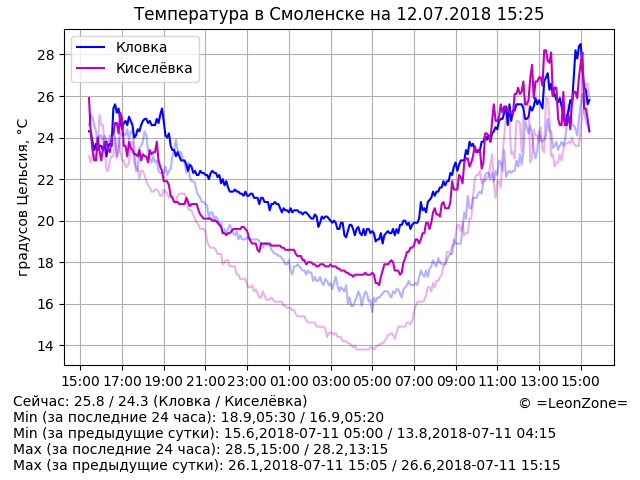 Температура в Смоленске на 12.07.2018 15:25
Кловка
Киселёвка
градусов Цельсия, °C
28
26
24
22
20
18
16
14
15:00 17:00 19:00 21:00 23:00 01:00 03:00 05:00 07:00 09:00 11:00 13:00 15:00
Сейчас: 25.8 / 24.3 (Кловка / Киселёвка)
© =LeonZone=
Min (за последние 24 часа): 18.9,05:30 / 16.9,05:20
Min (за предыдущие сутки): 15.6,2018-07-11 05:00 / 13.8,2018-07-11 04:15
Max (за последние 24 часа): 28.5,15:00 / 28.2,13:15
Max (за предыдущие сутки): 26.1,2018-07-11 15:05 / 26.6,2018-07-11 15:15